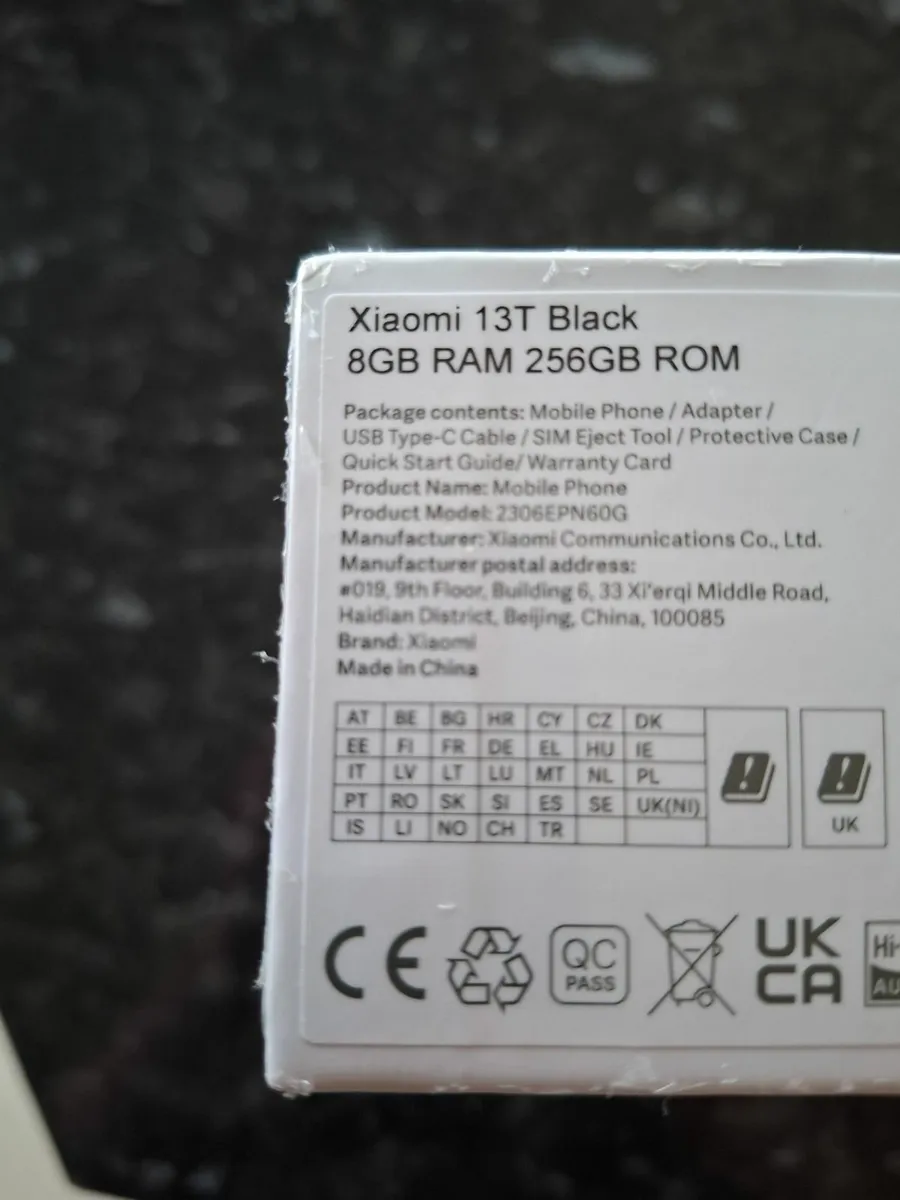 Xiaomi 13T Black
8GB RAM 256GB ROM
Package contents: Mobile Phone / Adapter /
USB Type-C Cable / SIM Eject Tool / Protective Case /
Quick Start Guide/ Warranty Card
Product Name: Mobile Phone
Product Model: 2306EPN60G
Manufacturer: Xiaomi Communications Co., Ltd.
Manufacturer postal address:
#019, 9th Floor, Building 6, 33 Xi'erqi Middle Road,
Haidian District, Beijing, China, 100085
Brand: Xiaomi
Made in China
AT BE BG HR CY CZ DK
EE FI FR DE EL HU IE
IT LV LT LU MT NL PL
PT RO SK SI ES SE UK(NI)
IS LI NO CH TR
UK
CE
QC
PASS
UK
CA
Hi-
AU